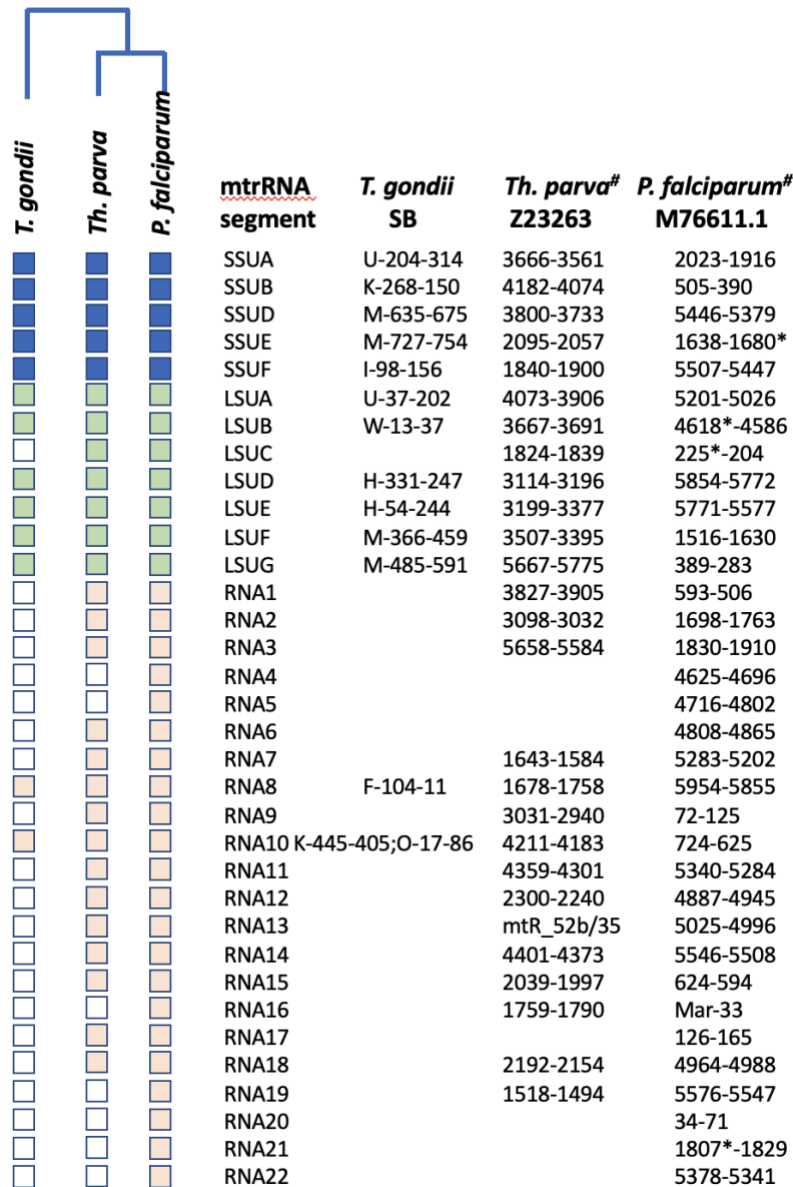 T. gondii
Th. parva
P. falciparum
mtrRNA T. gondii Th. parva# P. falciparum#
segment SB Z23263 M76611.1
SSUA U-204-314 3666-3561 2023-1916
SSUB K-268-150 4182-4074 505-390
SSUD M-635-675 3800-3733 5446-5379
SSUE M-727-754 2095-2057 1638-1680*
SSUF I-98-156 1840-1900 5507-5447
LSUA U-37-202 4073-3906 5201-5026
LSUB W-13-37 3667-3691 4618*-4586
LSUC 1824-1839 225*-204
LSUD H-331-247 3114-3196 5854-5772
LSUE H-54-244 3199-3377 5771-5577
LSUF M-366-459 3507-3395 1516-1630
LSUG M-485-591 5667-5775 389-283
RNA1 3827-3905 593-506
RNA2 3098-3032 1698-1763
RNA3 5658-5584 1830-1910
RNA4 4625-4696
RNA5 4716-4802
RNA6 4808-4865
RNA7 1643-1584 5283-5202
RNA8 F-104-11 1678-1758 5954-5855
RNA9 3031-2940 72-125
RNA10 K-445-405;O-17-86 4211-4183 724-625
RNA11 4359-4301 5340-5284
RNA12 2300-2240 4887-4945
RNA13 mtR_52b/35 5025-4996
RNA14 4401-4373 5546-5508
RNA15 2039-1997 624-594
RNA16 1759-1790 Mar-33
RNA17 126-165
RNA18 2192-2154 4964-4988
RNA19 1518-1494 5576-5547
RNA20 34-71
RNA21 1807*-1829
RNA22 5378-5341